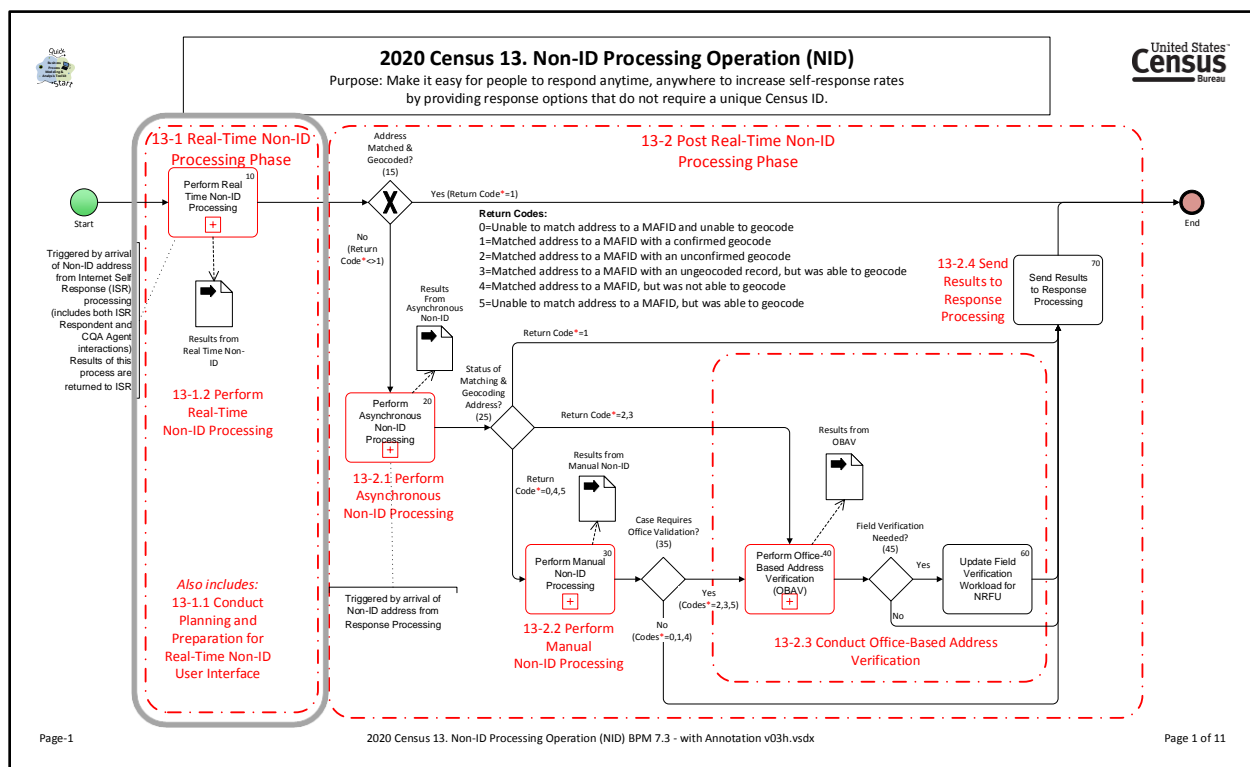 Quick
Business
Process
Modeling &
Analysis Toolkit
Start
2020 Census 13. Non-ID Processing Operation (NID)
Purpose: Make it easy for people to respond anytime, anywhere to increase self-response rates
by providing response options that do not require a unique Census ID.
United States™
Census
Bureau
13-1 Real-Time Non-ID
Processing Phase
10
Perform Real
Time Non-ID
Processing
Start
Triggered by arrival
of Non-ID address
from Internet Self
Response (ISR)
processing
(includes both ISR
Respondent and
CQA Agent
interactions)
Results of this
process are
returned to ISR
Results from
Real Time Non-
ID
13-1.2 Perform
Real-Time
Non-ID Processing
Also includes:
13-1.1 Conduct
Planning and
Preparation for
Real-Time Non-ID
User Interface
Address
Matched &
Geocoded?
(15)
X
13-2 Post Real-Time Non-ID
Processing Phase
Yes (Return Code*=1)
End
No
(Return
Code*<>1)
Return Codes:
0=Unable to match address to a MAFID and unable to geocode
1=Matched address to a MAFID with a confirmed geocode
2=Matched address to a MAFID with an unconfirmed geocode
3=Matched address to a MAFID with an ungeocoded record, but was able to geocode
4=Matched address to a MAFID, but was not able to geocode
5=Unable to match address to a MAFID, but was able to geocode
13-2.4 Send
Results to
Response
Processing
70
Send Results
to Response
Processing
Results
From
Asynchronous
Non-ID
Return Code*=1
Status of
Matching &
Geocoding
Address?
(25)
20
Perform
Asynchronous
Non-ID
Processing
Return Code*=2,3
13-2.1 Perform
Asynchronous
Non-ID Processing
Return
Code*=0,4,5
Results from
Manual Non-ID
Results from
OBAV
Case Requires
Office Validation?
(35)
Field Verification
Needed?
(45)
30
Perform Manual
Non-ID
Processing
40
Perform Office-
Based Address
Verification
(OBAV)
Yes
60
Update Field
Verification
Workload for
NRFU
Yes
(Codes*=2,3,5)
No
No
(Codes*=0,1,4)
Triggered by arrival of
Non-ID address from
Response Processing
13-2.2 Perform
Manual
Non-ID Processing
13-2.3 Conduct Office-Based Address
Verification
Page-1
2020 Census 13. Non-ID Processing Operation (NID) BPM 7.3 - with Annotation v03h.vsdx
Page 1 of 11